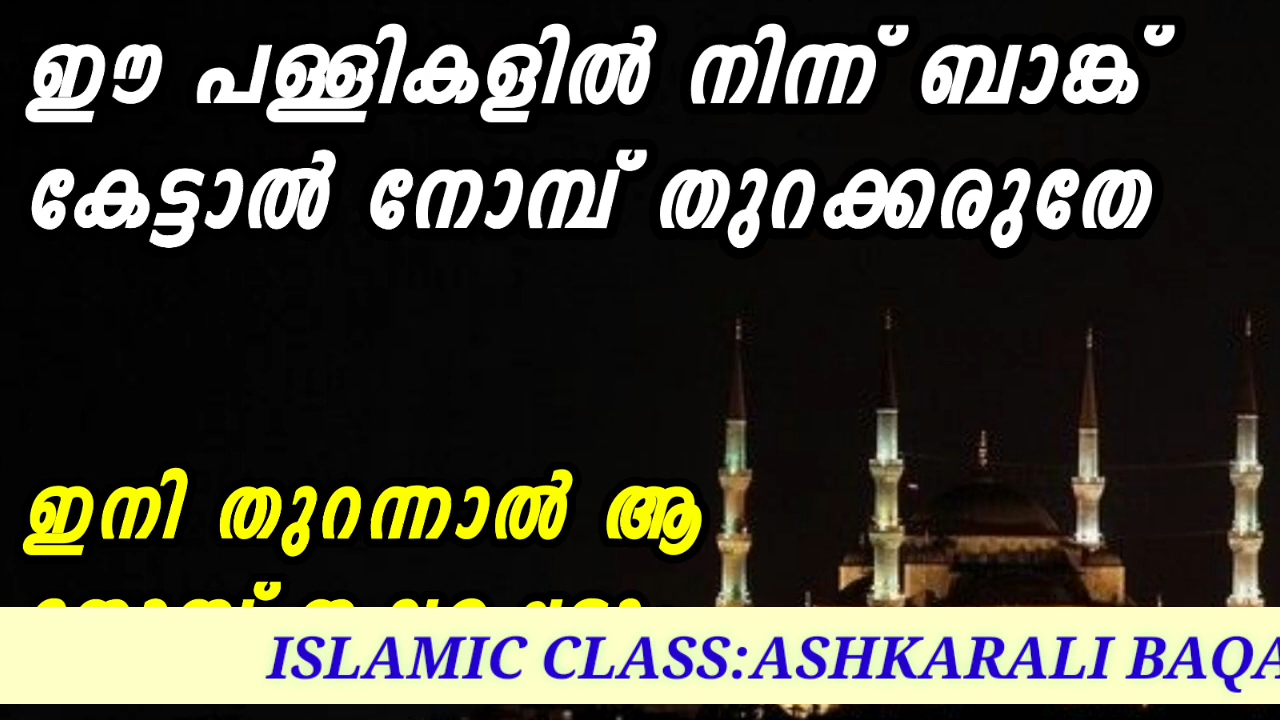 ഈ പള്ളികളിൽ നിന്ന് ബാങ്ക്
കേട്ടാൽ നോമ്പ് തുറക്കരുതേ
ഇനി തുറന്നാൽ ആ
ISLAMIC CLASS:ASHKARALI BAQA